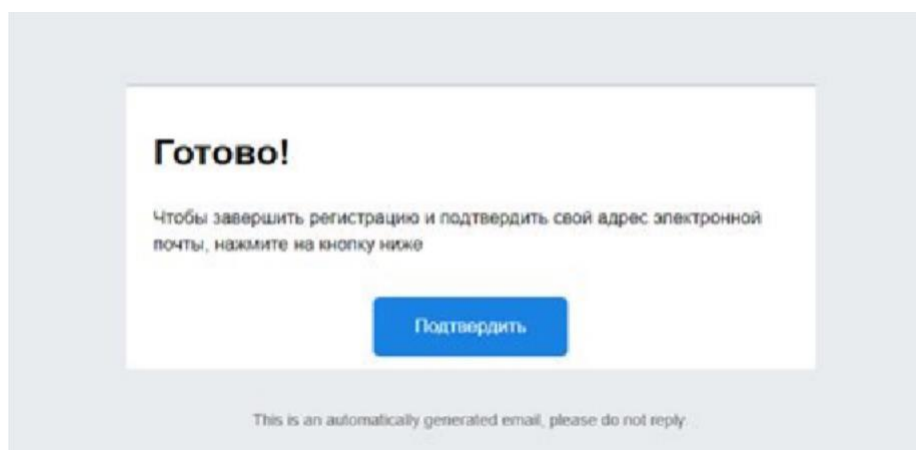 Готово!
Чтобы завершить регистрацию и подтвердить свой адрес электронной
почты, нажмите на кнопку ниже
Подтвердить
This is an automatically generated email, please do not reply.